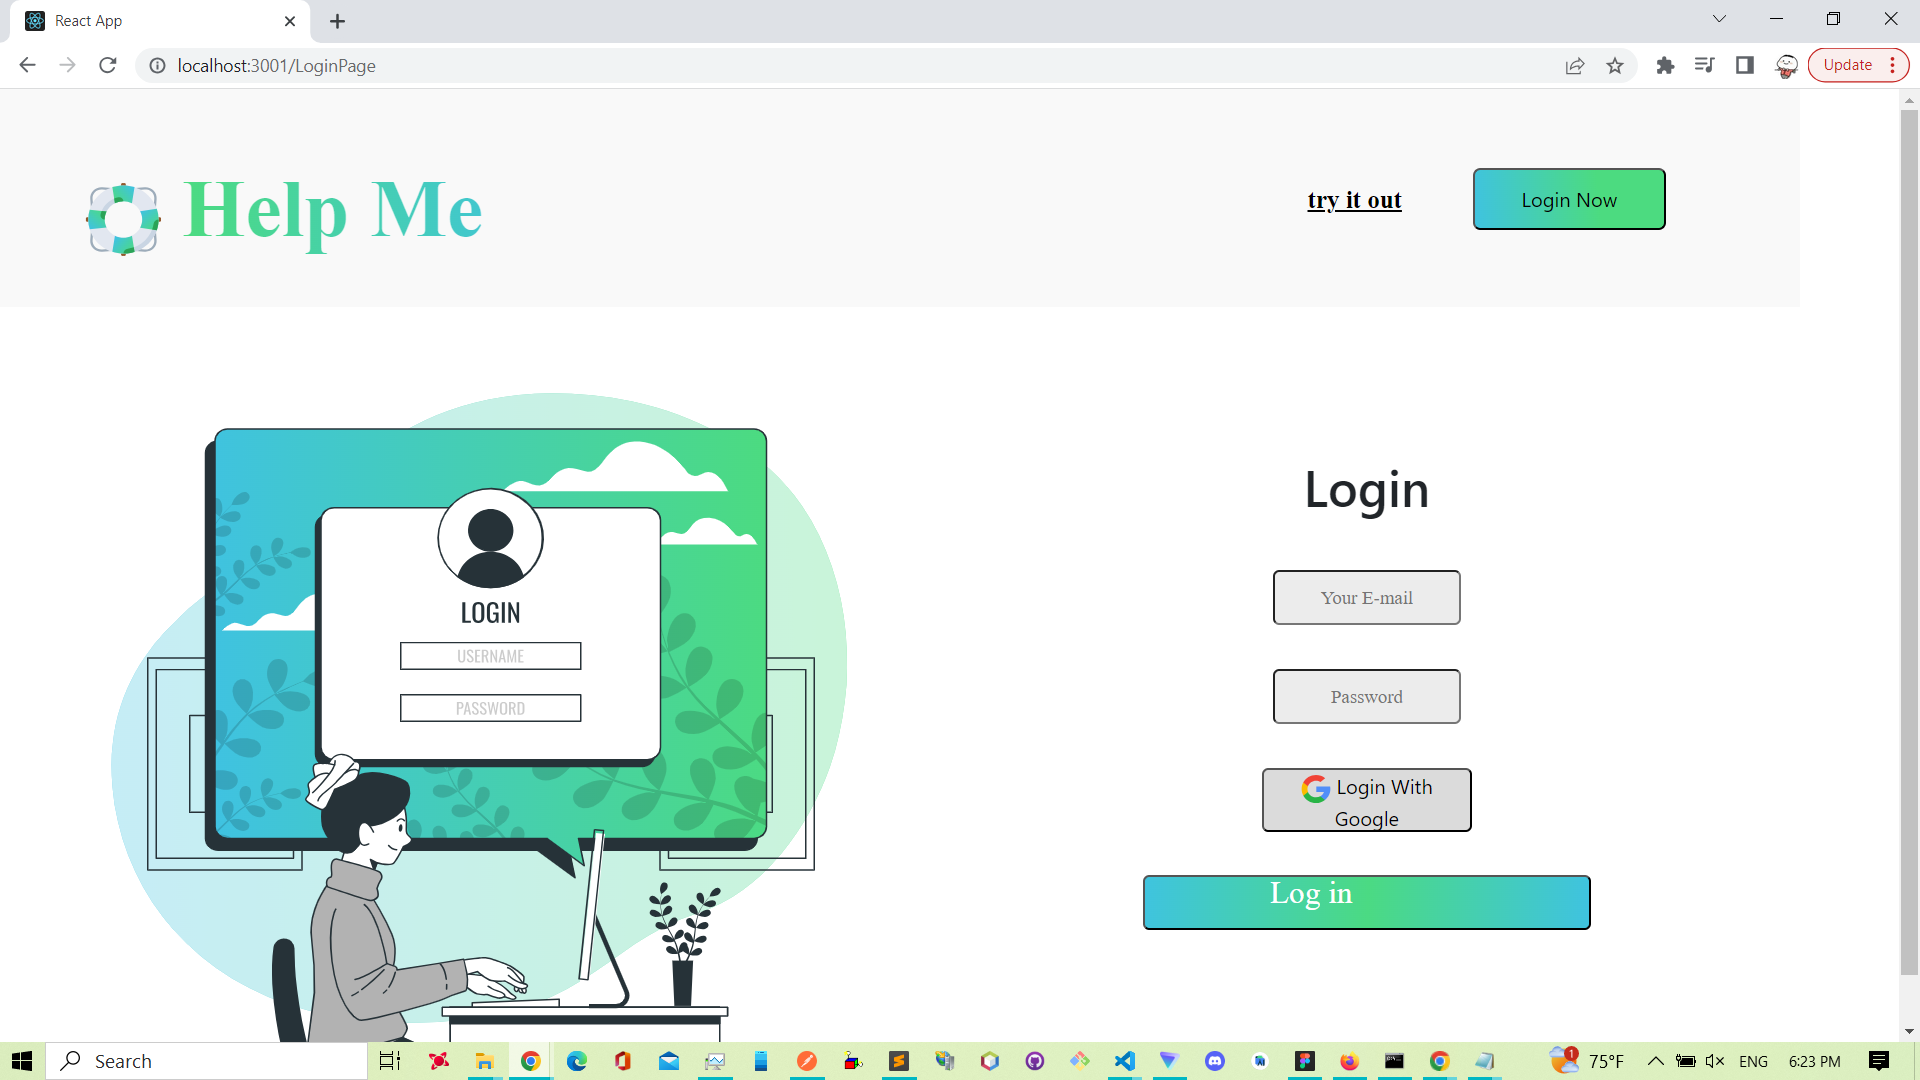 React App
localhost:3001/LoginPage
Update
Help Me
try it out
Login Now
LOGIN
USERNAME
PASSWORD
Login
Your E-mail
Password
Login With
Google
Log in
Search
1
75°F
ENG
6:23 PM